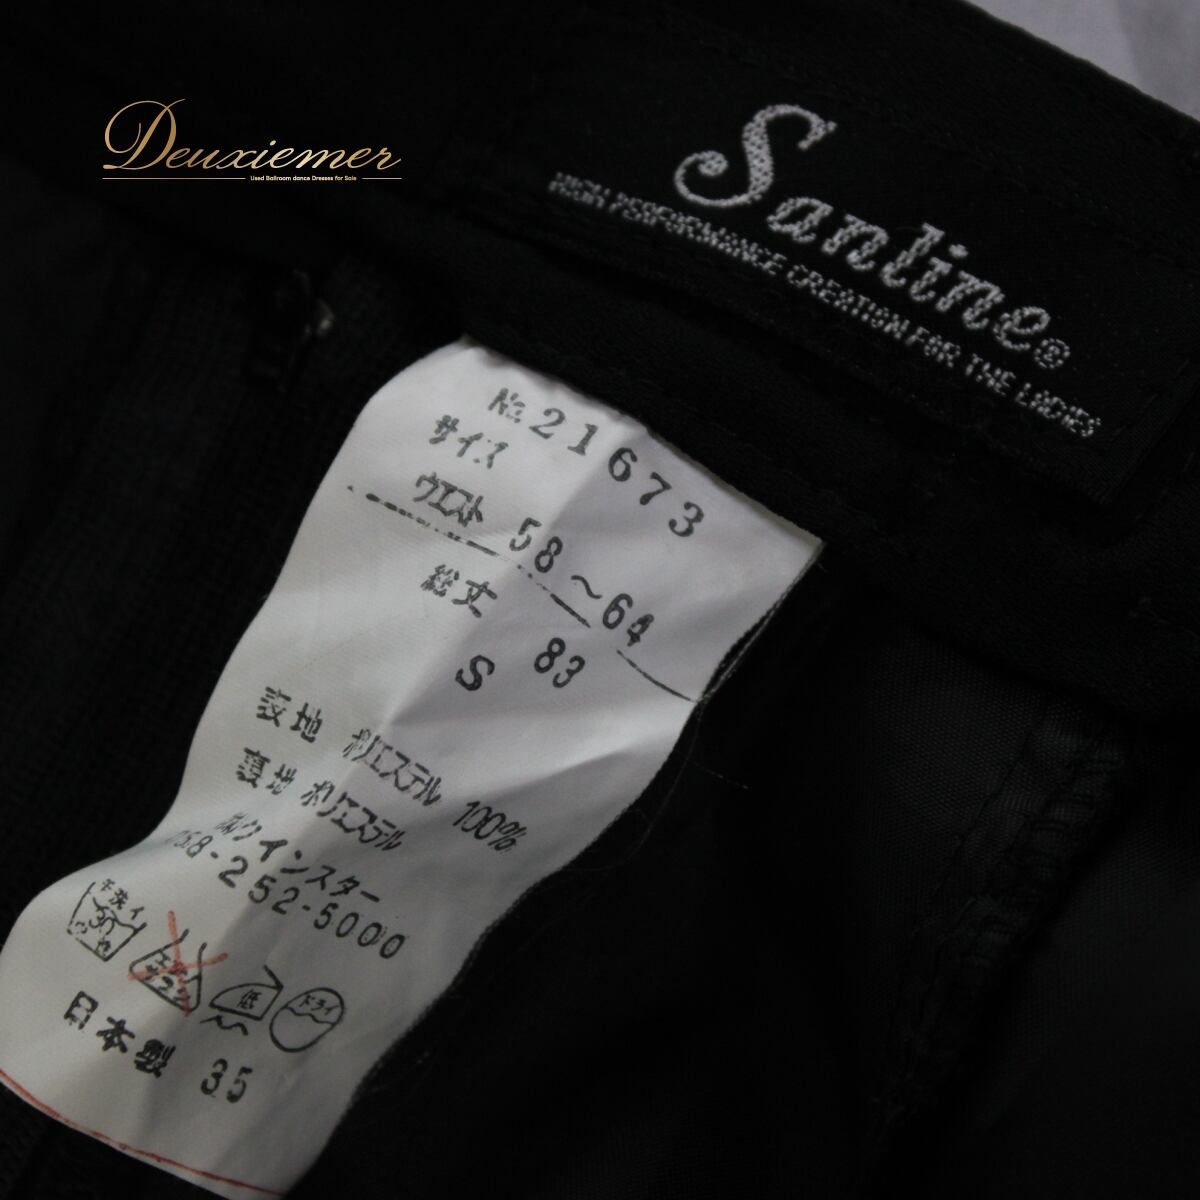 Deuxiemer
Used Ballroom dance Dresses for Sale
Sanline®
HIGH PERFORMANCE CREATION FOR THE LADIES
№21673
サイズ
ウエスト 58～64
総丈 83
S
表地 ポリエステル 100%
裏地 ポリエステル
㈱ウインスター
058-252-5000
手洗イ
30
低
ドライ
日本製 35